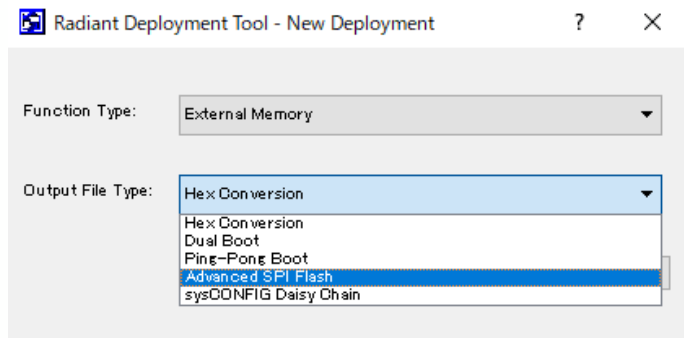 Radiant Deployment Tool - New Deployment ? ×
Function Type: External Memory
Output File Type: Hex Conversion
Hex Conversion
Dual Boot
Ping-Pong Boot
Advanced SPI Flash
sysCONFIG Daisy Chain